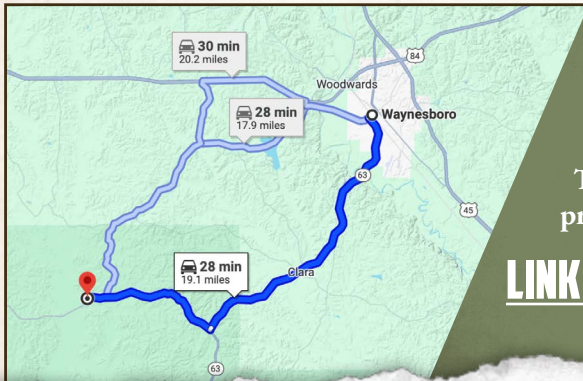 30 min
20.2 miles
84
Woodwards
28 min
17.9 miles
Waynesboro
63
45
28 min
19.1 miles
Clara
63
LINK